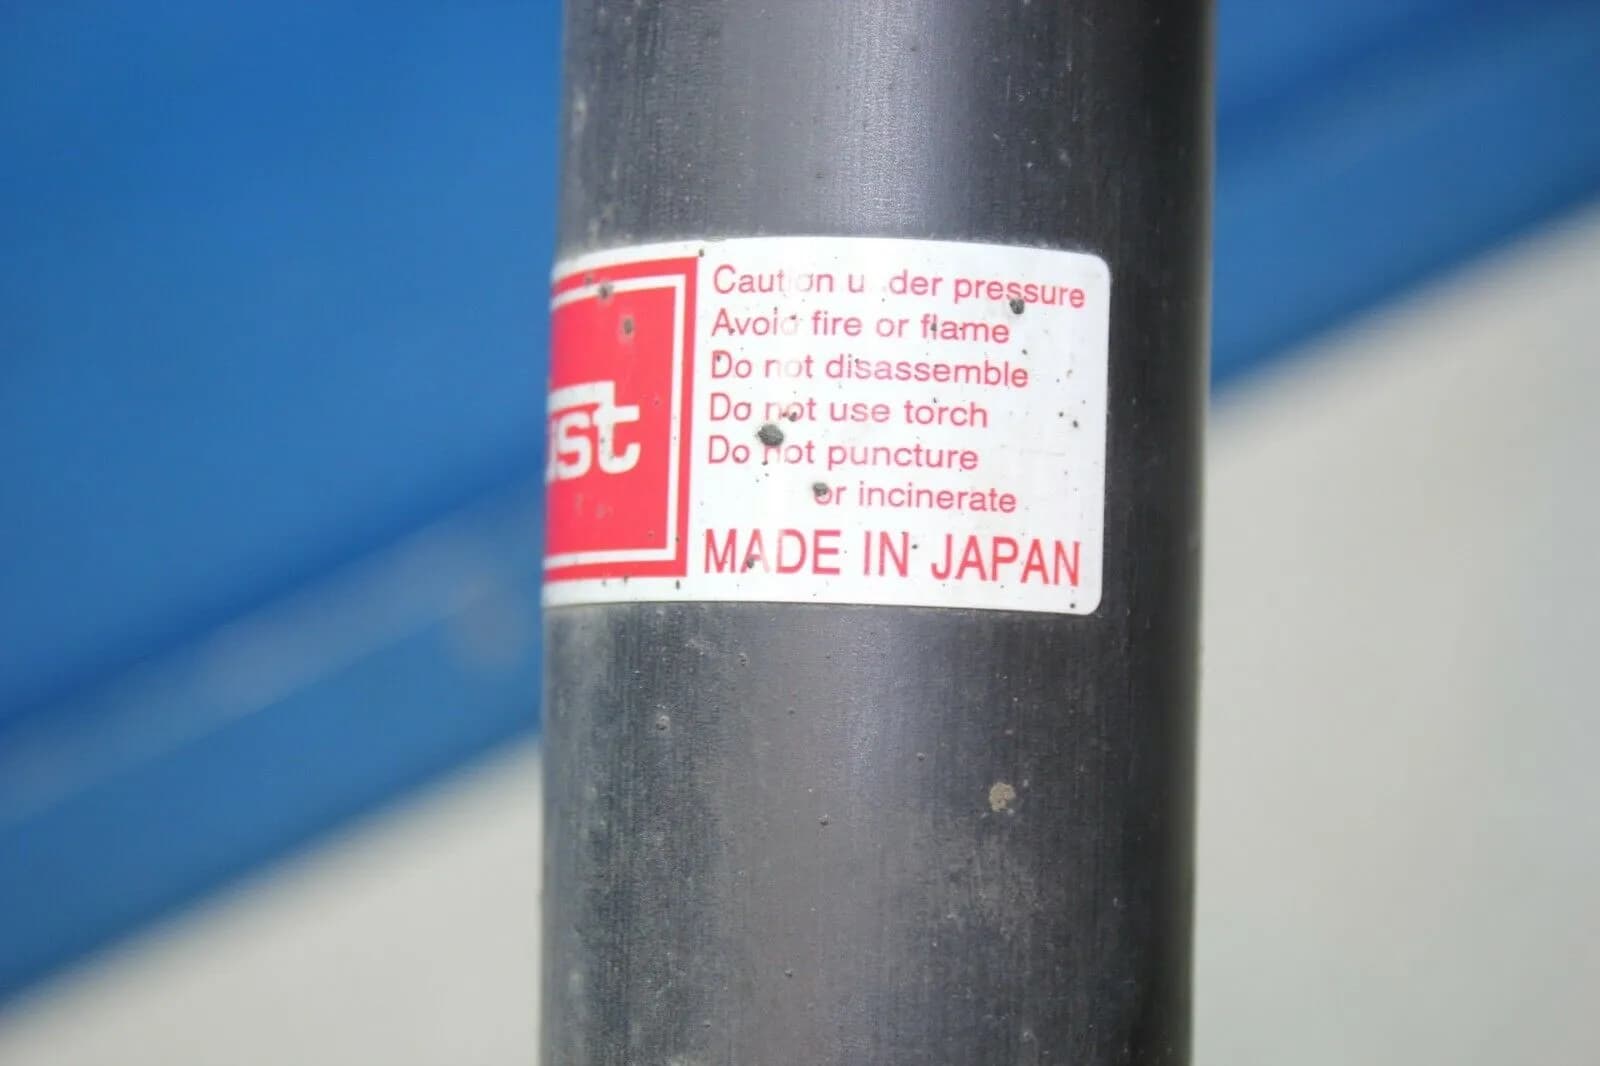 ust
Caution under pressure
Avoid fire or flame
Do not disassemble
Do not use torch
Do not puncture
or incinerate
MADE IN JAPAN